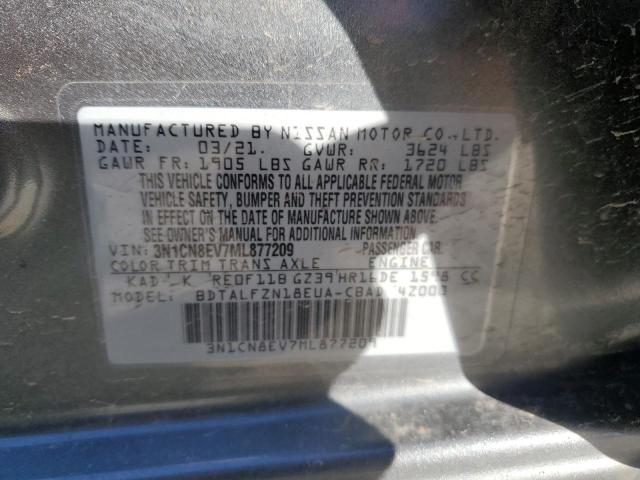 MANUFACTURED BY NISSAN MOTOR CO.,LTD.
DATE: 03/21. GVWR: 3624 LBS
GAWR FR: 1905 LBS GAWR RR: 1720 LBS
THIS VEHICLE CONFORMS TO ALL APPLICABLE FEDERAL MOTOR
VEHICLE SAFETY, BUMPER AND THEFT PREVENTION STANDARDS
IN EFFECT ON THE DATE OF MANUFACTURE SHOWN ABOVE.
SEE OWNER'S MANUAL FOR ADDITIONAL INFORMATION
VIN: 3N1CN8EV7ML877209 PASSENGER CAR.
COLOR TRIM TRANS AXLE ENGINE
KAD K RE0F11B GZ39 HR16DE 1598 CC
MODEL: BDTALFZN18EUA-CBAD 4Z000
3N1CN8EV7ML877209